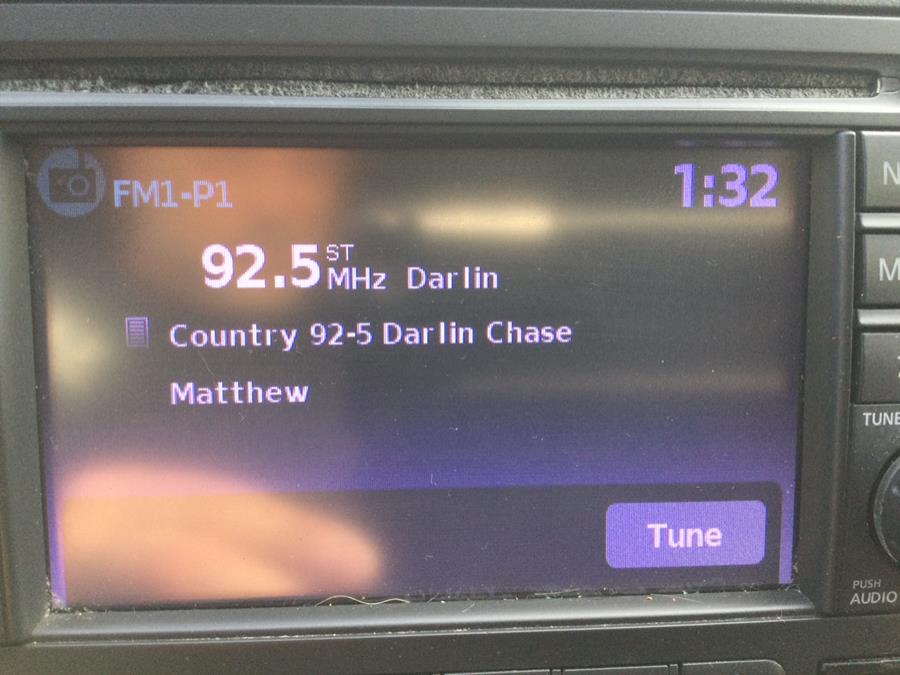 FM1-P1 1:32
92.5 ST MHz Darlin
Country 92-5 Darlin Chase
Matthew
Tune
TUNE
PUSH
AUDIO